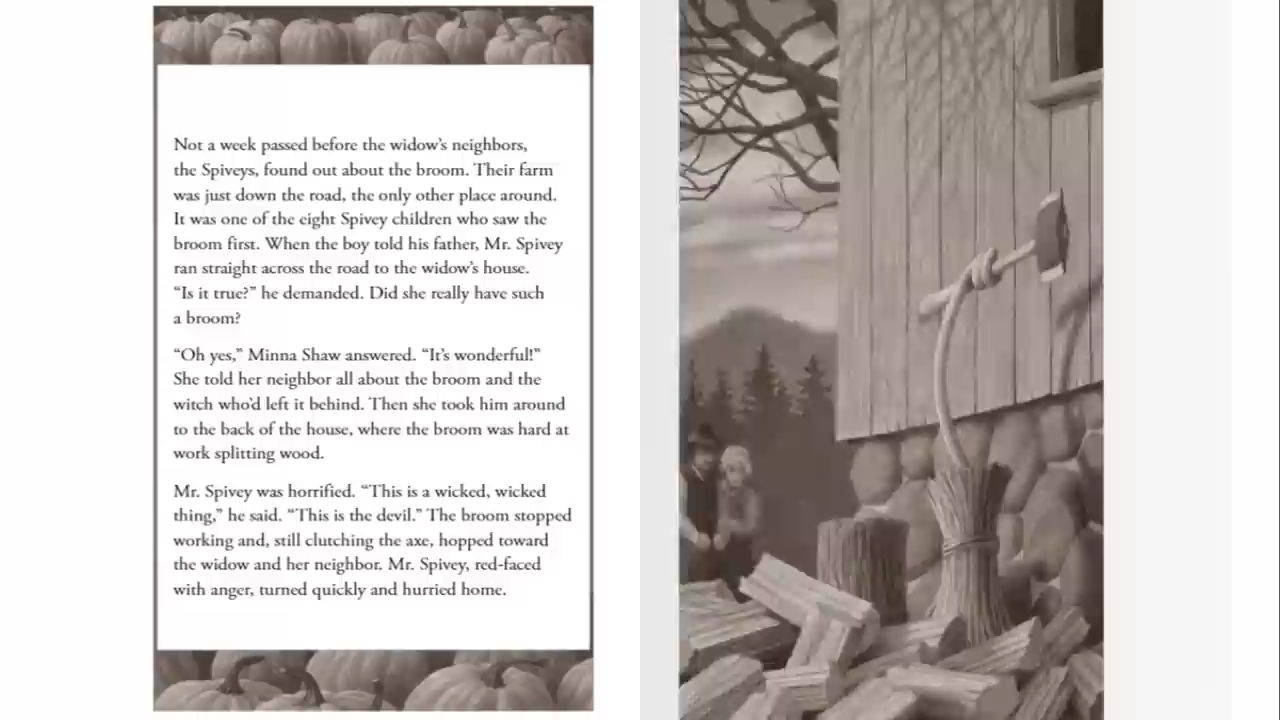 Not a week passed before the widow’s neighbors,
the Spiveys, found out about the broom. Their farm
was just down the road, the only other place around.
It was one of the eight Spivey children who saw the
broom first. When the boy told his father, Mr. Spivey
ran straight across the road to the widow’s house.
“Is it true?” he demanded. Did she really have such
a broom?
“Oh yes,” Minna Shaw answered. “It’s wonderful!”
She told her neighbor all about the broom and the
witch who’d left it behind. Then she took him around
to the back of the house, where the broom was hard at
work splitting wood.
Mr. Spivey was horrified. “This is a wicked, wicked
thing,” he said. “This is the devil.” The broom stopped
working and, still clutching the axe, hopped toward
the widow and her neighbor. Mr. Spivey, red-faced
with anger, turned quickly and hurried home.